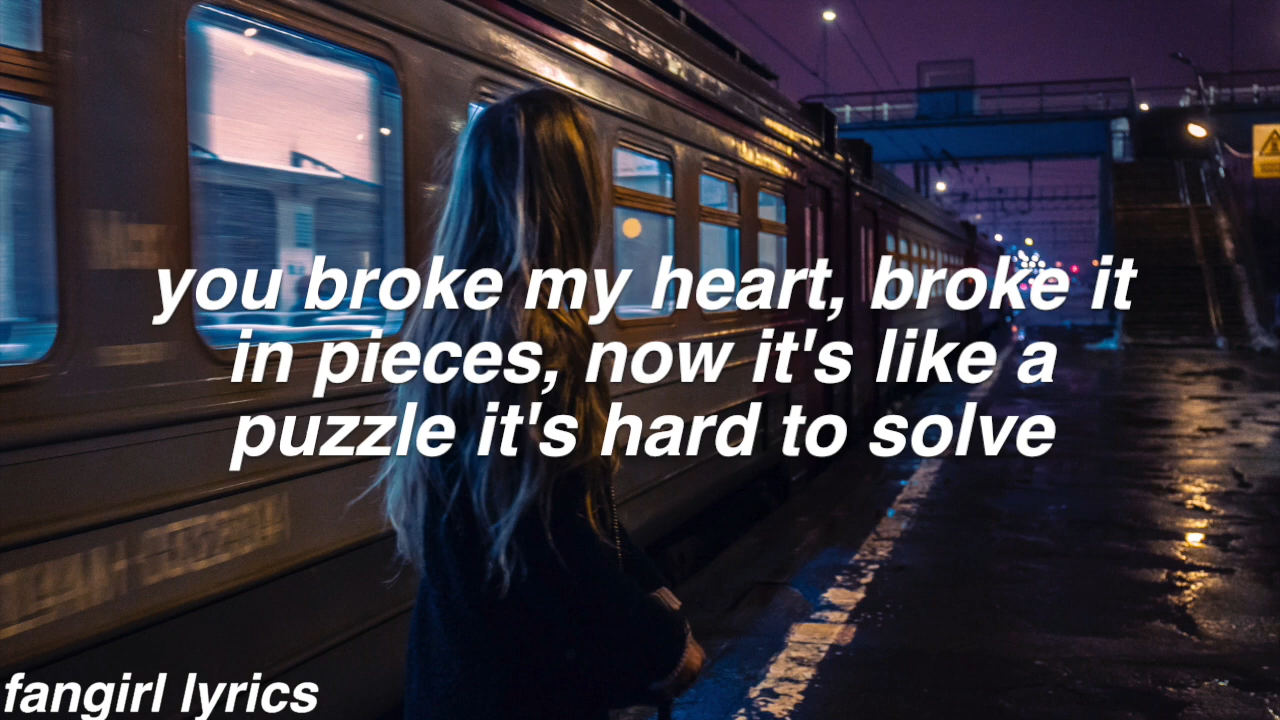 you broke my heart, broke it
in pieces, now it's like a
puzzle it's hard to solve
fangirl lyrics